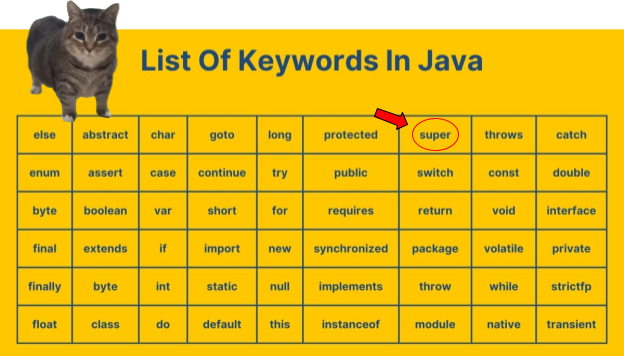 List Of Keywords In Java
else abstract char goto long protected super throws catch
enum assert case continue try public switch const double
byte boolean var short for requires return void interface
final extends if import new synchronized package volatile private
finally byte int static null implements throw while strictfp
float class do default this instanceof module native transient